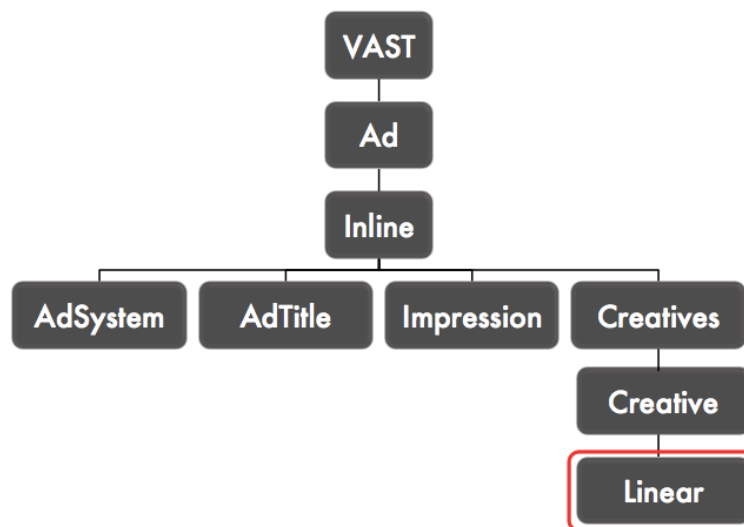 VAST
Ad
Inline
AdSystem AdTitle Impression Creatives
Creative
Linear